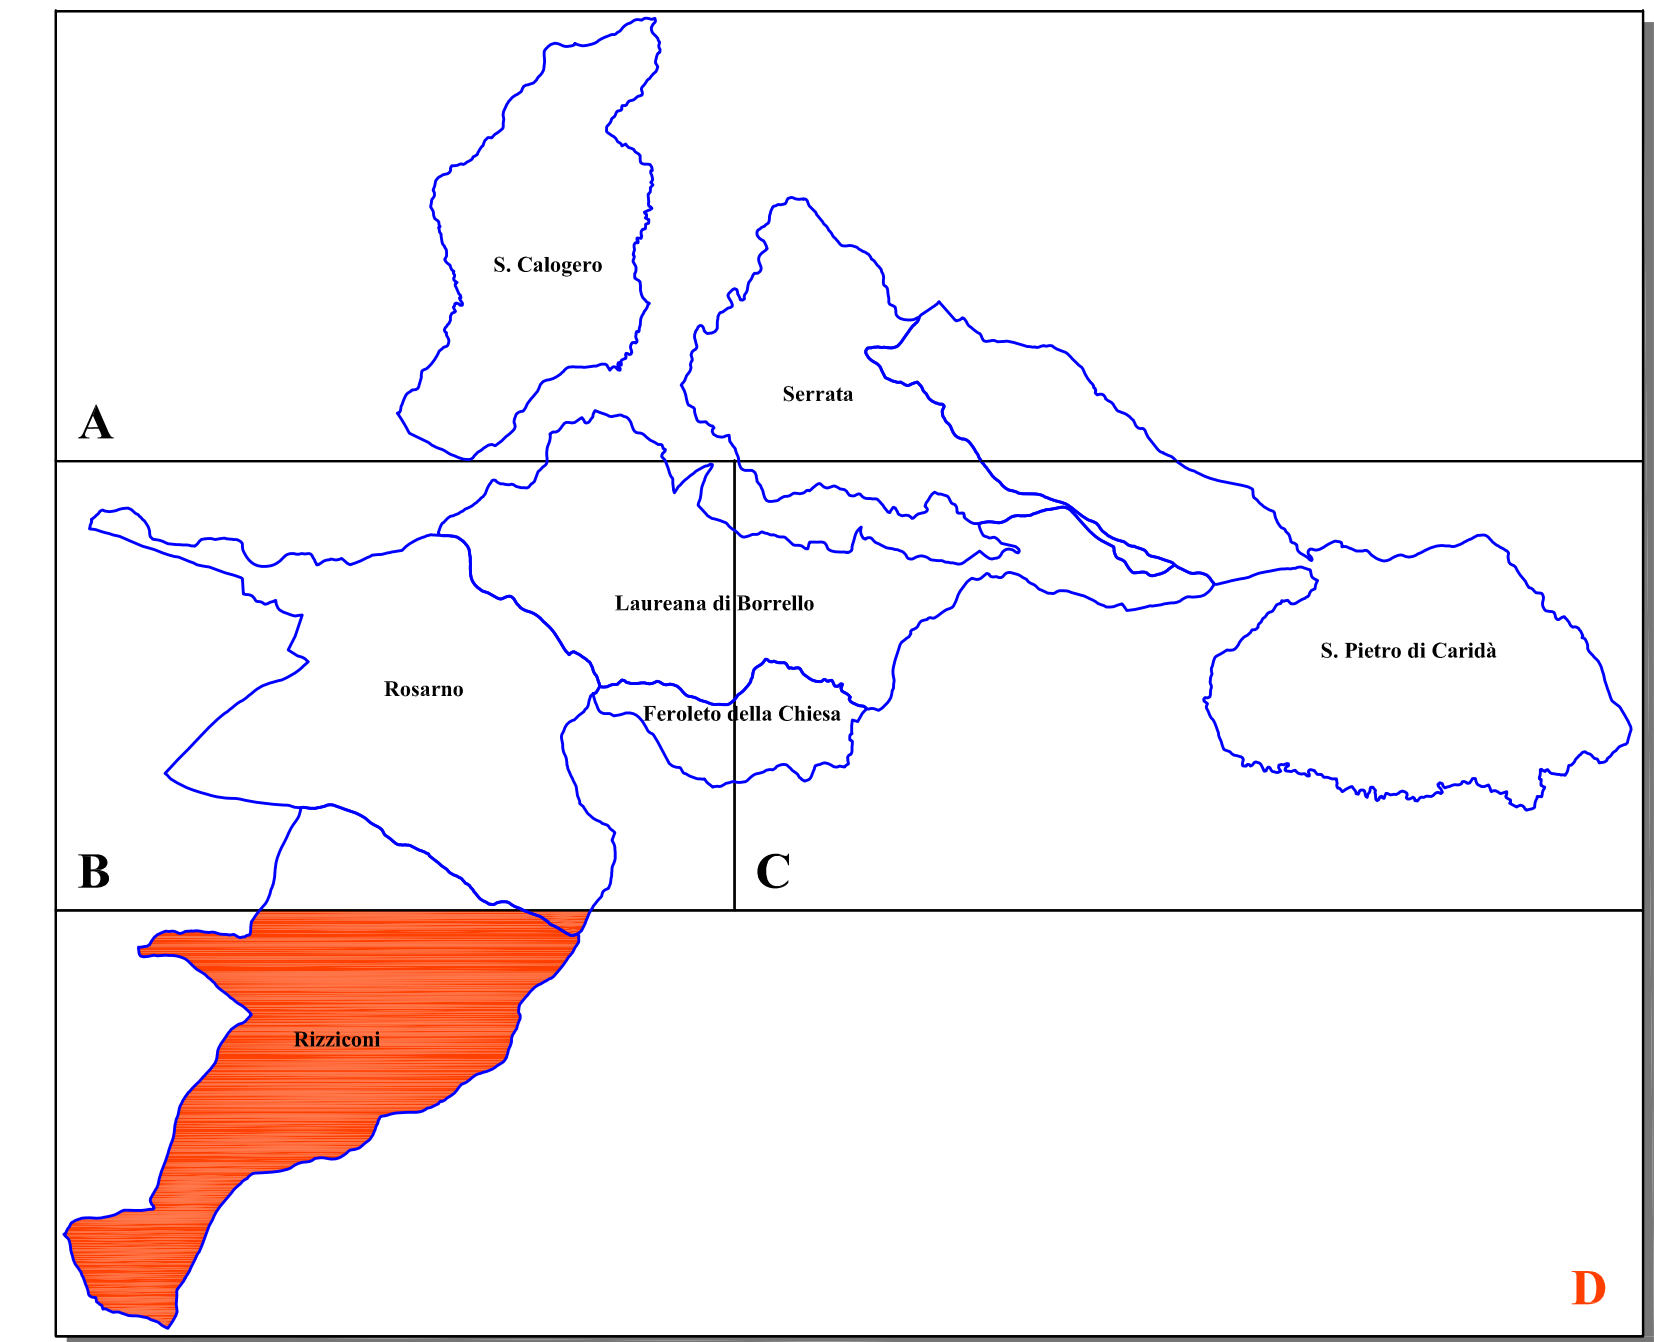 S. Calogero
Serrata
A
Laureana di Borrello
S. Pietro di Caridà
Rosarno
Feroleto della Chiesa
B
C
Rizziconi
D